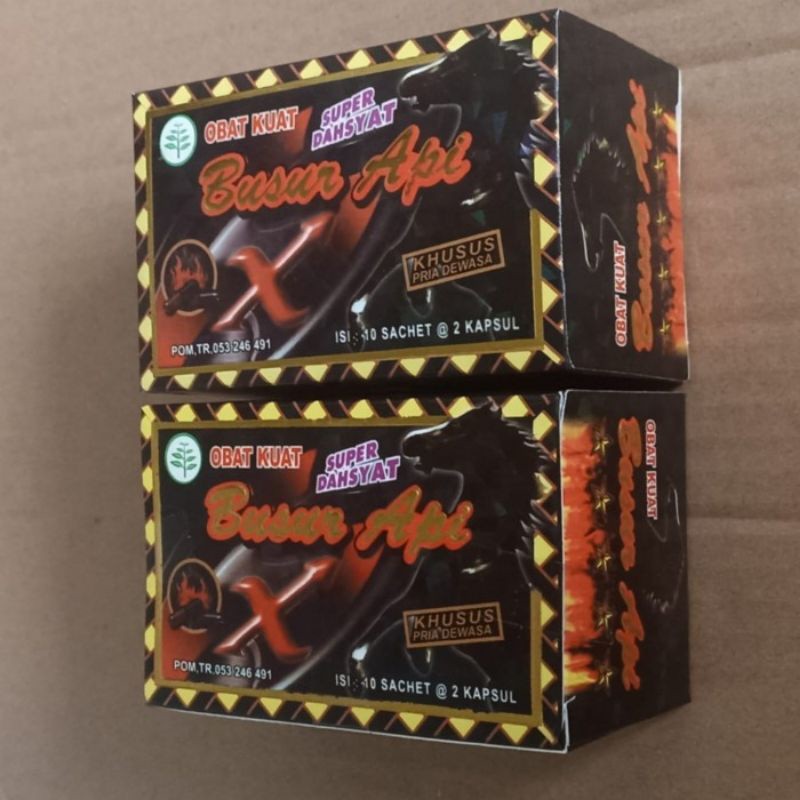 OBAT KUAT
SUPER
DAHSYAT
Busur Api
X
KHUSUS
PRIA DEWASA
POM,TR.053 246 491
ISI : 10 SACHET @ 2 KAPSUL
OBAT KUAT
Busur Api
OBAT KUAT
SUPER
DAHSYAT
Busur Api
X
KHUSUS
PRIA DEWASA
POM,TR.053 246 491
ISI : 10 SACHET @ 2 KAPSUL
OBAT KUAT
Busur Api